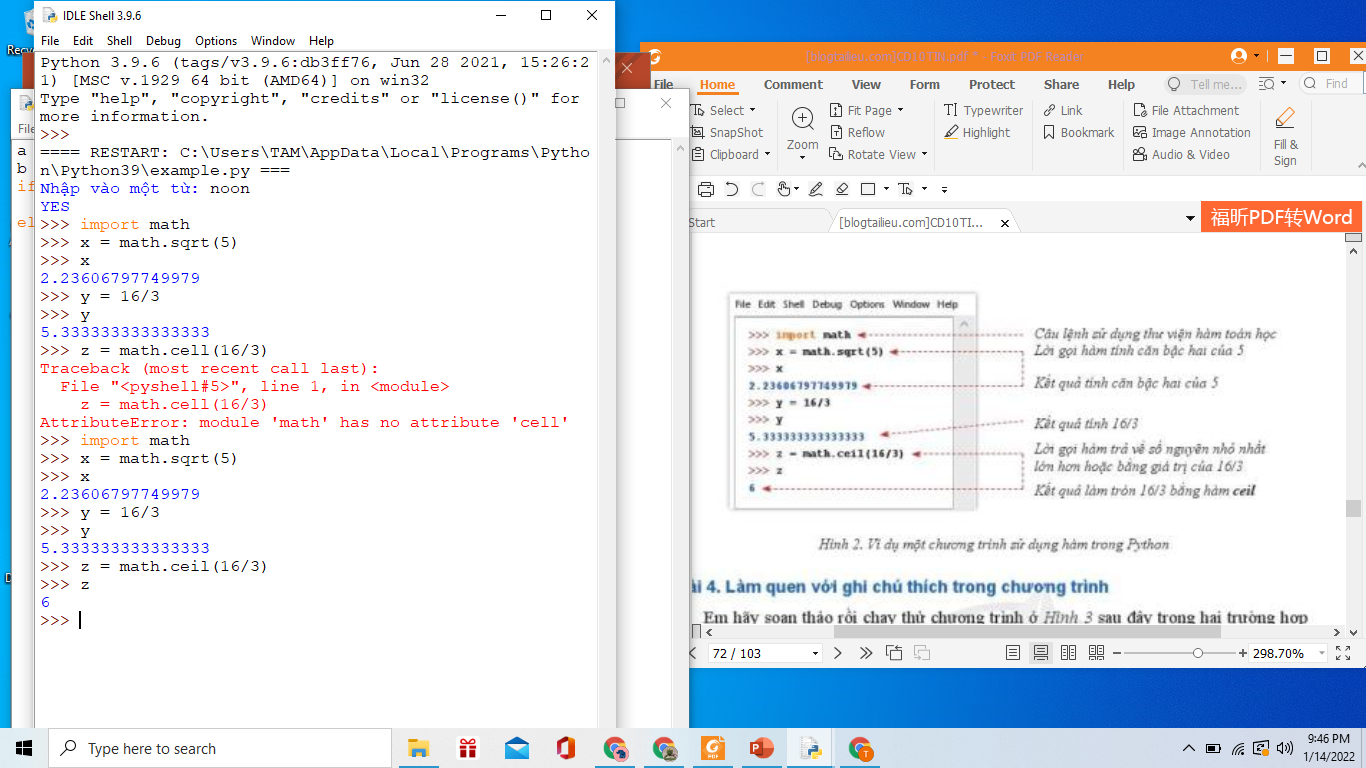 IDLE Shell 3.9.6
File Edit Shell Debug Options Window Help
Python 3.9.6 (tags/v3.9.6:db3ff76, Jun 28 2021, 15:26:2
1) [MSC v.1929 64 bit (AMD64)] on win32
Type "help", "copyright", "credits" or "license()" for
more information.
>>>
==== RESTART: C:\Users\TAM\AppData\Local\Programs\Pytho
n\Python39\example.py ===
Nhập vào một từ: noon
YES
>>> import math
>>> x = math.sqrt(5)
>>> x
2.23606797749979
>>> y = 16/3
>>> y
5.333333333333333
>>> z = math.cell(16/3)
Traceback (most recent call last):
  File "<pyshell#5>", line 1, in <module>
    z = math.cell(16/3)
AttributeError: module 'math' has no attribute 'cell'
>>> import math
>>> x = math.sqrt(5)
>>> x
2.23606797749979
>>> y = 16/3
>>> y
5.333333333333333
>>> z = math.ceil(16/3)
>>> z
6
>>>
a
b
if
el
[blogtailieu.com]CD10TIN.pdf * - Foxit PDF Reader
File Home Comment View Form Protect Share Help Tell me... Find
Select
SnapShot
Clipboard
Zoom
Fit Page
Reflow
Rotate View
Typewriter
Highlight
Link
Bookmark
File Attachment
Image Annotation
Audio & Video
Fill &
Sign
Start
[blogtailieu.com]CD10TI...
福昕PDF转Word
File Edit Shell Debug Options Window Help
>>> import math
>>> x = math.sqrt(5)
>>> x
2.23606797749979
>>> y = 16/3
>>> y
5.333333333333333
>>> z = math.ceil(16/3)
>>> z
6
Câu lệnh sử dụng thư viện hàm toán học
Lời gọi hàm tính căn bậc hai của 5
Kết quả tính căn bậc hai của 5
Kết quả tính 16/3
Lời gọi hàm trả về số nguyên nhỏ nhất
lớn hơn hoặc bằng giá trị của 16/3
Kết quả làm tròn 16/3 bằng hàm ceil
Hình 2. Ví dụ một chương trình sử dụng hàm trong Python
ài 4. Làm quen với ghi chú thích trong chương trình
Em hãy soạn thảo rồi chạy thử chương trình ở Hình 3 sau đây trong hai trường hợp
72 / 103
298.70%
Type here to search
9:46 PM
1/14/2022